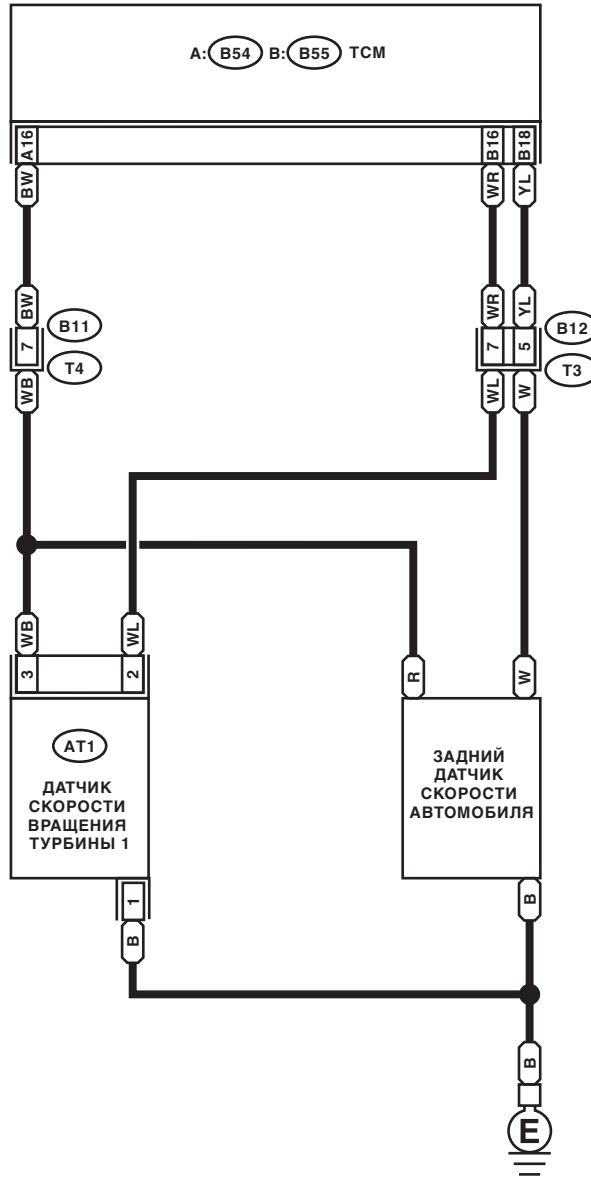 A: B54 B: B55 TCM
A16 B16 B18
BW WR YL
BW WR YL
B11 B12
7 7 5
T4 T3
WB WL W
WB WL
3 2 R W
AT1
ДАТЧИК
СКОРОСТИ
ВРАЩЕНИЯ
ТУРБИНЫ 1
ЗАДНИЙ
ДАТЧИК
СКОРОСТИ
АВТОМОБИЛЯ
1 B
B
B
E